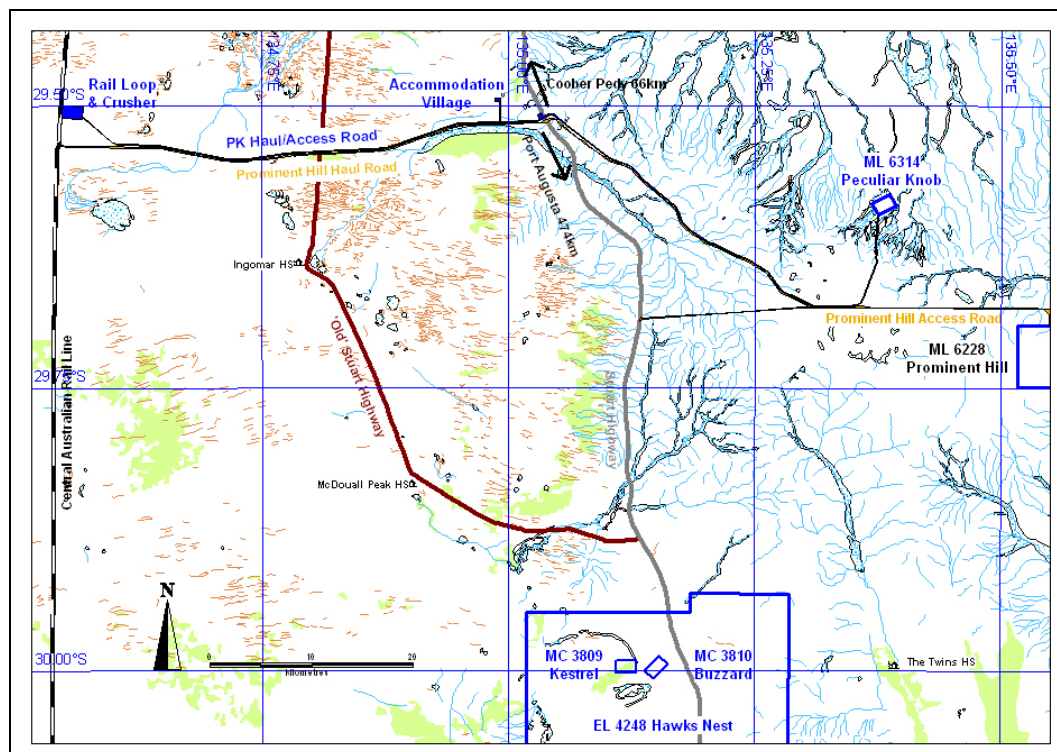 134.75°E
135.00°E
135.25°E
135.50°E
29.50°S
Rail Loop
& Crusher
Accommodation
Village
Coober Pedy 66km
PK Haul/Access Road
Prominent Hill Haul Road
Port Augusta 474km
ML 6314
Peculiar Knob
Ingomar HS
'Old' Stuart Highway
Prominent Hill Access Road
ML 6228
Prominent Hill
29.75°S
Central Australian Rail Line
Stuart Highway
McDouall Peak HS
N
0 10 20
kilometres
30.00°S
MC 3809
Kestrel
MC 3810
Buzzard
The Twins HS
EL 4248 Hawks Nest